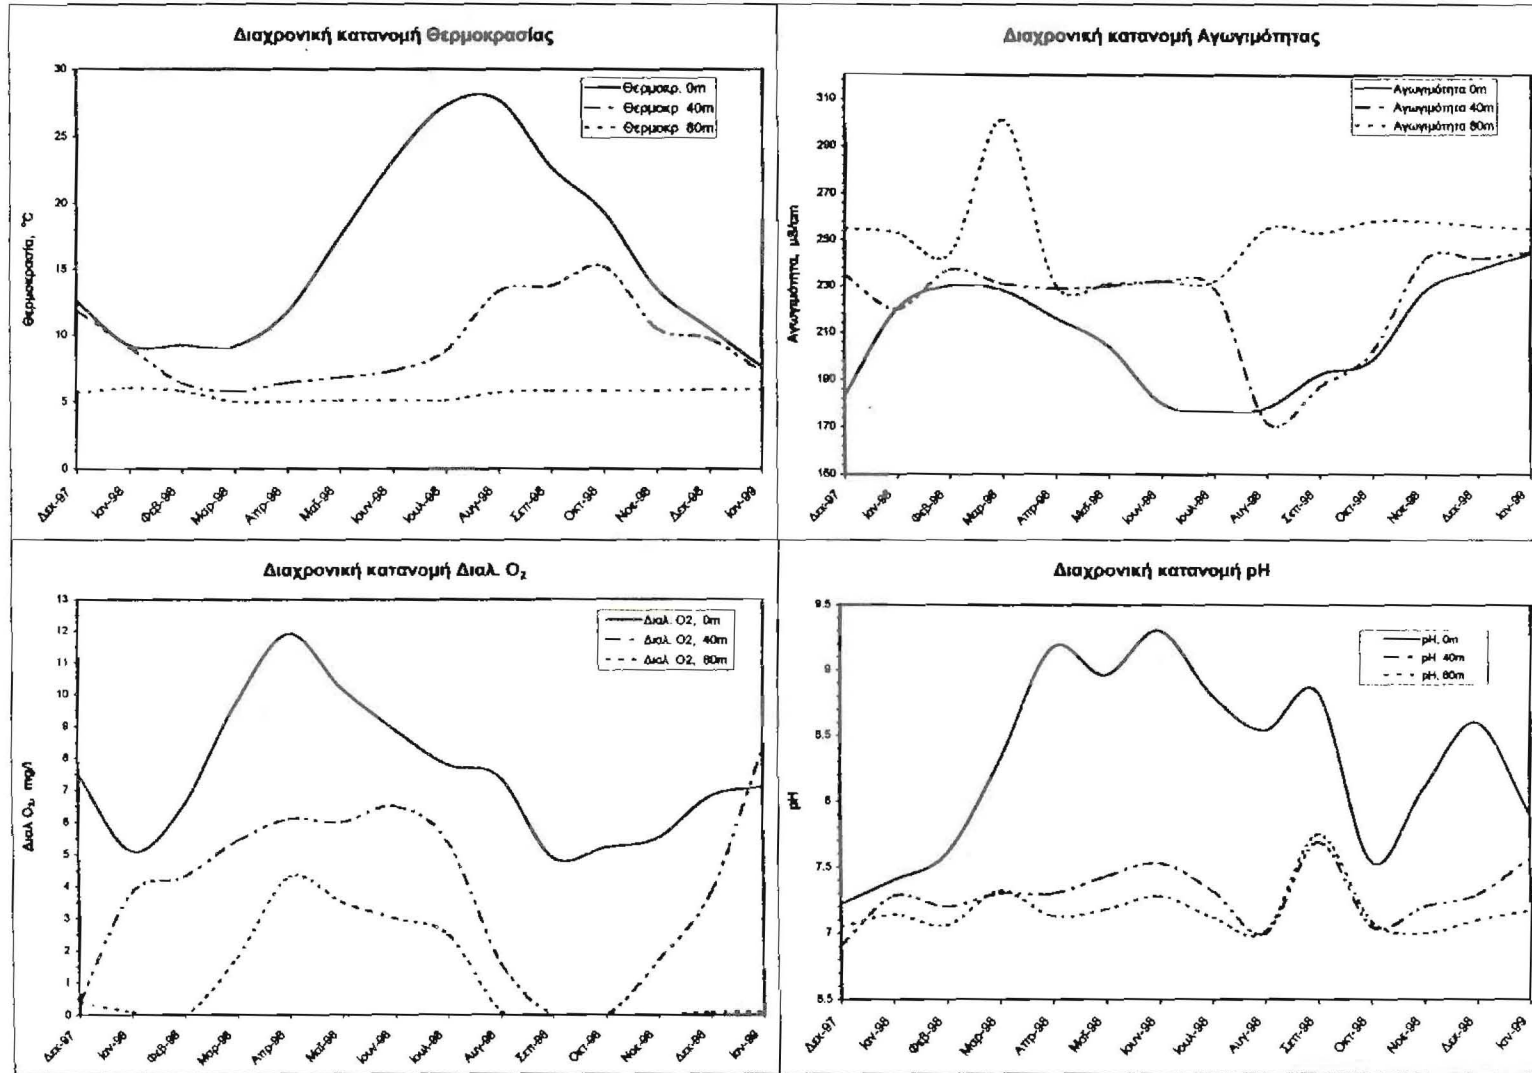 Διαχρονική κατανομή Θερμοκρασίας
30
25
20
15
10
5
0
Θερμοκρασία, °C
Θερμοκρ. 0m
Θερμοκρ 40m
Θερμοκρ 80m
Δεκ-97
Ιαν-98
Φεβ-98
Μαρ-98
Απρ-98
Μαϊ-98
Ιουν-98
Ιουλ-98
Αυγ-98
Σεπ-98
Οκτ-98
Νοε-98
Δεκ-98
Ιαν-99
Διαχρονική κατανομή Αγωγιμότητας
310
290
270
250
230
210
190
170
150
Αγωγιμότητα, μS/cm
Αγωγιμότητα 0m
Αγωγιμότητα 40m
Αγωγιμότητα 80m
Δεκ-97
Ιαν-98
Φεβ-98
Μαρ-98
Απρ-98
Μαϊ-98
Ιουν-98
Ιουλ-98
Αυγ-98
Σεπ-98
Οκτ-98
Νοε-98
Δεκ-98
Ιαν-99
Διαχρονική κατανομή Διαλ. O₂
13
12
11
10
9
8
7
6
5
4
3
2
1
0
Διαλ O₂, mg/l
Διαλ. O2, 0m
Διαλ. O2, 40m
Διαλ O2, 80m
Δεκ-97
Ιαν-98
Φεβ-98
Μαρ-98
Απρ-98
Μαϊ-98
Ιουν-98
Ιουλ-98
Αυγ-98
Σεπ-98
Οκτ-98
Νοε-98
Δεκ-98
Ιαν-99
Διαχρονική κατανομή pH
9.5
9
8.5
8
7.5
7
6.5
pH
pH, 0m
pH 40m
pH, 80m
Δεκ-97
Ιαν-98
Φεβ-98
Μαρ-98
Απρ-98
Μαϊ-98
Ιουν-98
Ιουλ-98
Αυγ-98
Σεπ-98
Οκτ-98
Νοε-98
Δεκ-98
Ιαν-99